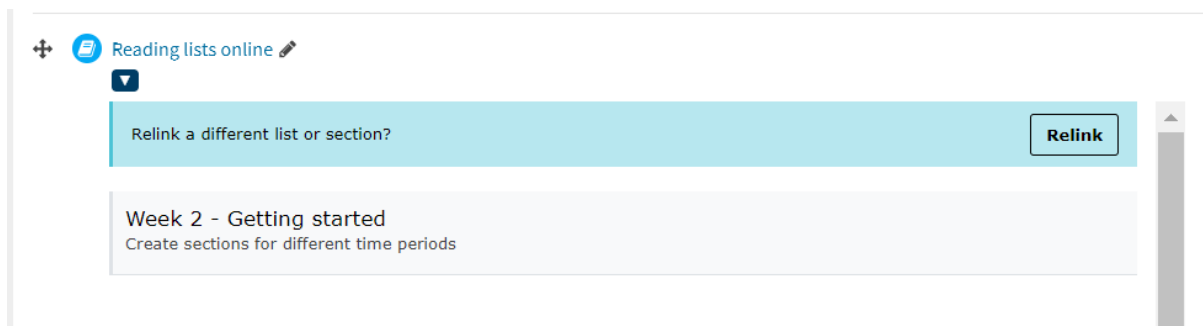 Reading lists online
Relink a different list or section?
Relink
Week 2 - Getting started
Create sections for different time periods